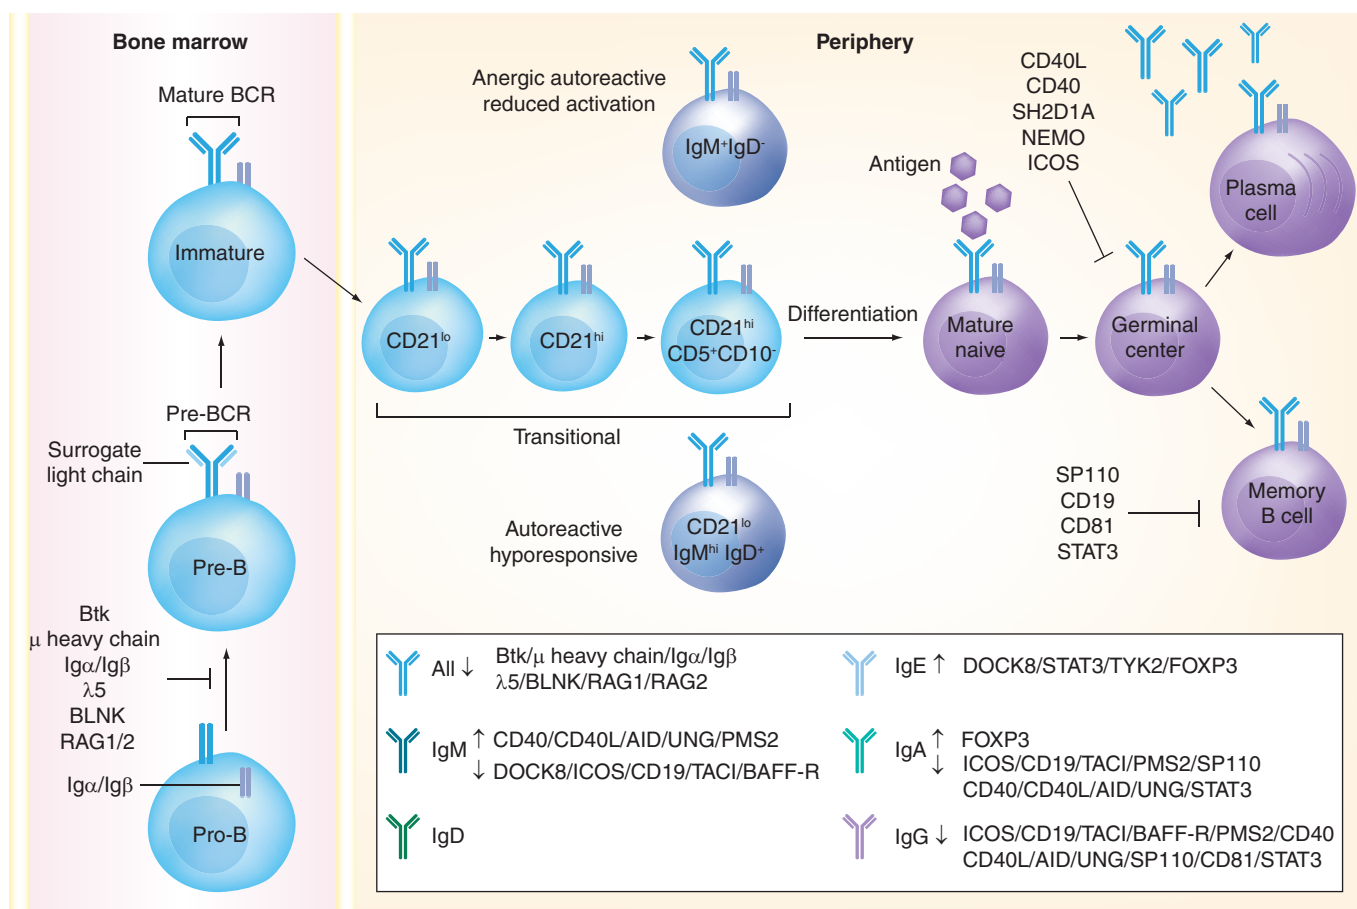 Bone marrow
Mature BCR
Immature
Pre-BCR
Surrogate
light chain
Pre-B
Btk
μ heavy chain
Igα/Igβ
λ5
BLNK
RAG1/2
Igα/Igβ
Pro-B
Periphery
Anergic autoreactive
reduced activation
IgM⁺IgD⁻
CD40L
CD40
SH2D1A
NEMO
ICOS
Antigen
Plasma
cell
CD21ˡᵒ
CD21ʰⁱ
CD21ʰⁱ
CD5⁺CD10⁻
Differentiation
Mature
naive
Germinal
center
Transitional
Autoreactive
hyporesponsive
CD21ˡᵒ
IgMʰⁱ IgD⁺
SP110
CD19
CD81
STAT3
Memory
B cell
All ↓ Btk/μ heavy chain/Igα/Igβ
λ5/BLNK/RAG1/RAG2
IgM ↑ CD40/CD40L/AID/UNG/PMS2
↓ DOCK8/ICOS/CD19/TACI/BAFF-R
IgD
IgE ↑ DOCK8/STAT3/TYK2/FOXP3
IgA ↑ FOXP3
↓ ICOS/CD19/TACI/PMS2/SP110
CD40/CD40L/AID/UNG/STAT3
IgG ↓ ICOS/CD19/TACI/BAFF-R/PMS2/CD40
CD40L/AID/UNG/SP110/CD81/STAT3